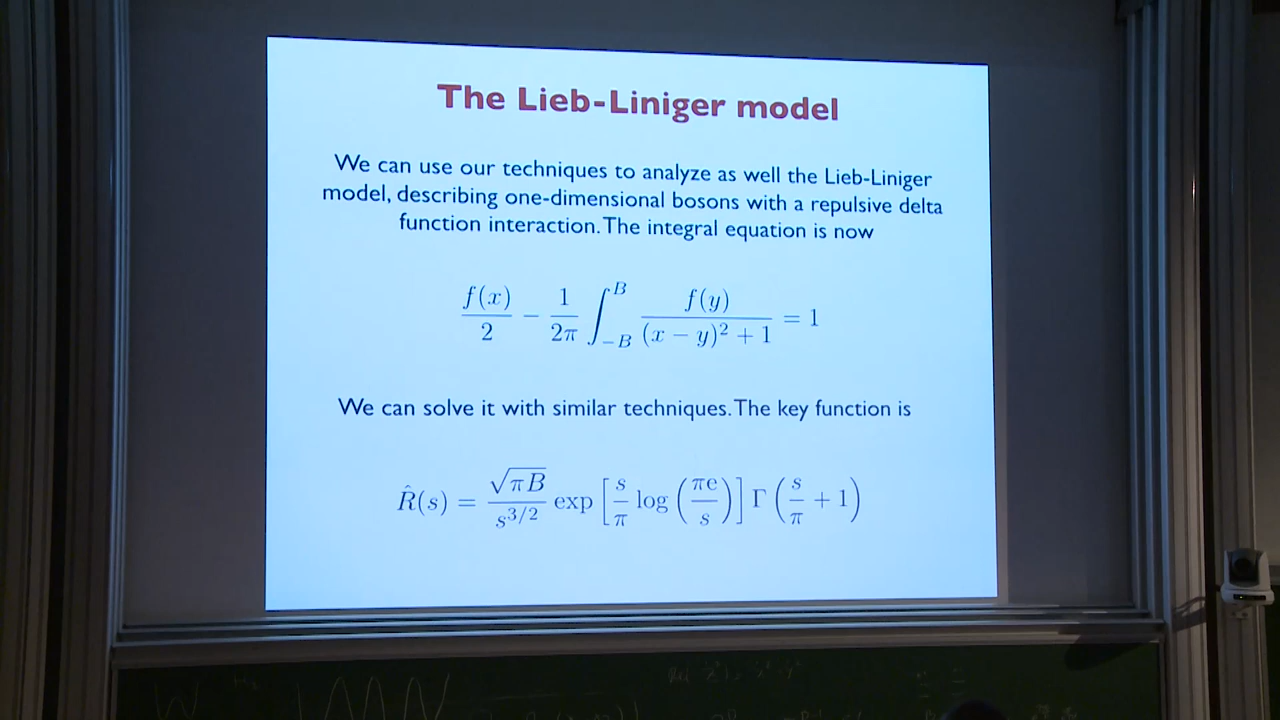 The Lieb-Liniger model
We can use our techniques to analyze as well the Lieb-Liniger
model, describing one-dimensional bosons with a repulsive delta
function interaction. The integral equation is now
f(x)/2 − 1/2π ∫_{−B}^{B} f(y)/((x − y)² + 1) = 1
We can solve it with similar techniques. The key function is
R̂(s) = √πB/s^{3/2} exp [s/π log (πe/s)] Γ (s/π + 1)